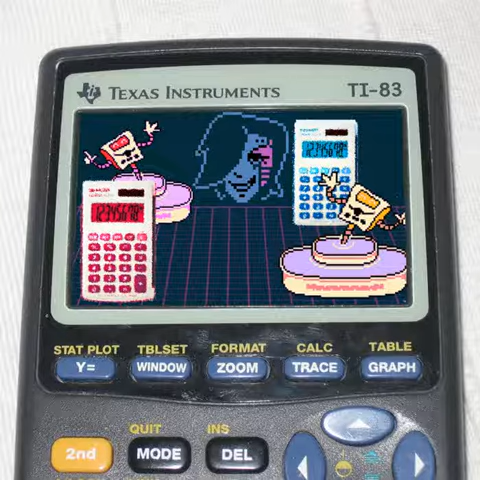 TEXAS INSTRUMENTS TI-83
STAT PLOT TBLSET FORMAT CALC TABLE
Y= WINDOW ZOOM TRACE GRAPH
QUIT INS
2nd MODE DEL